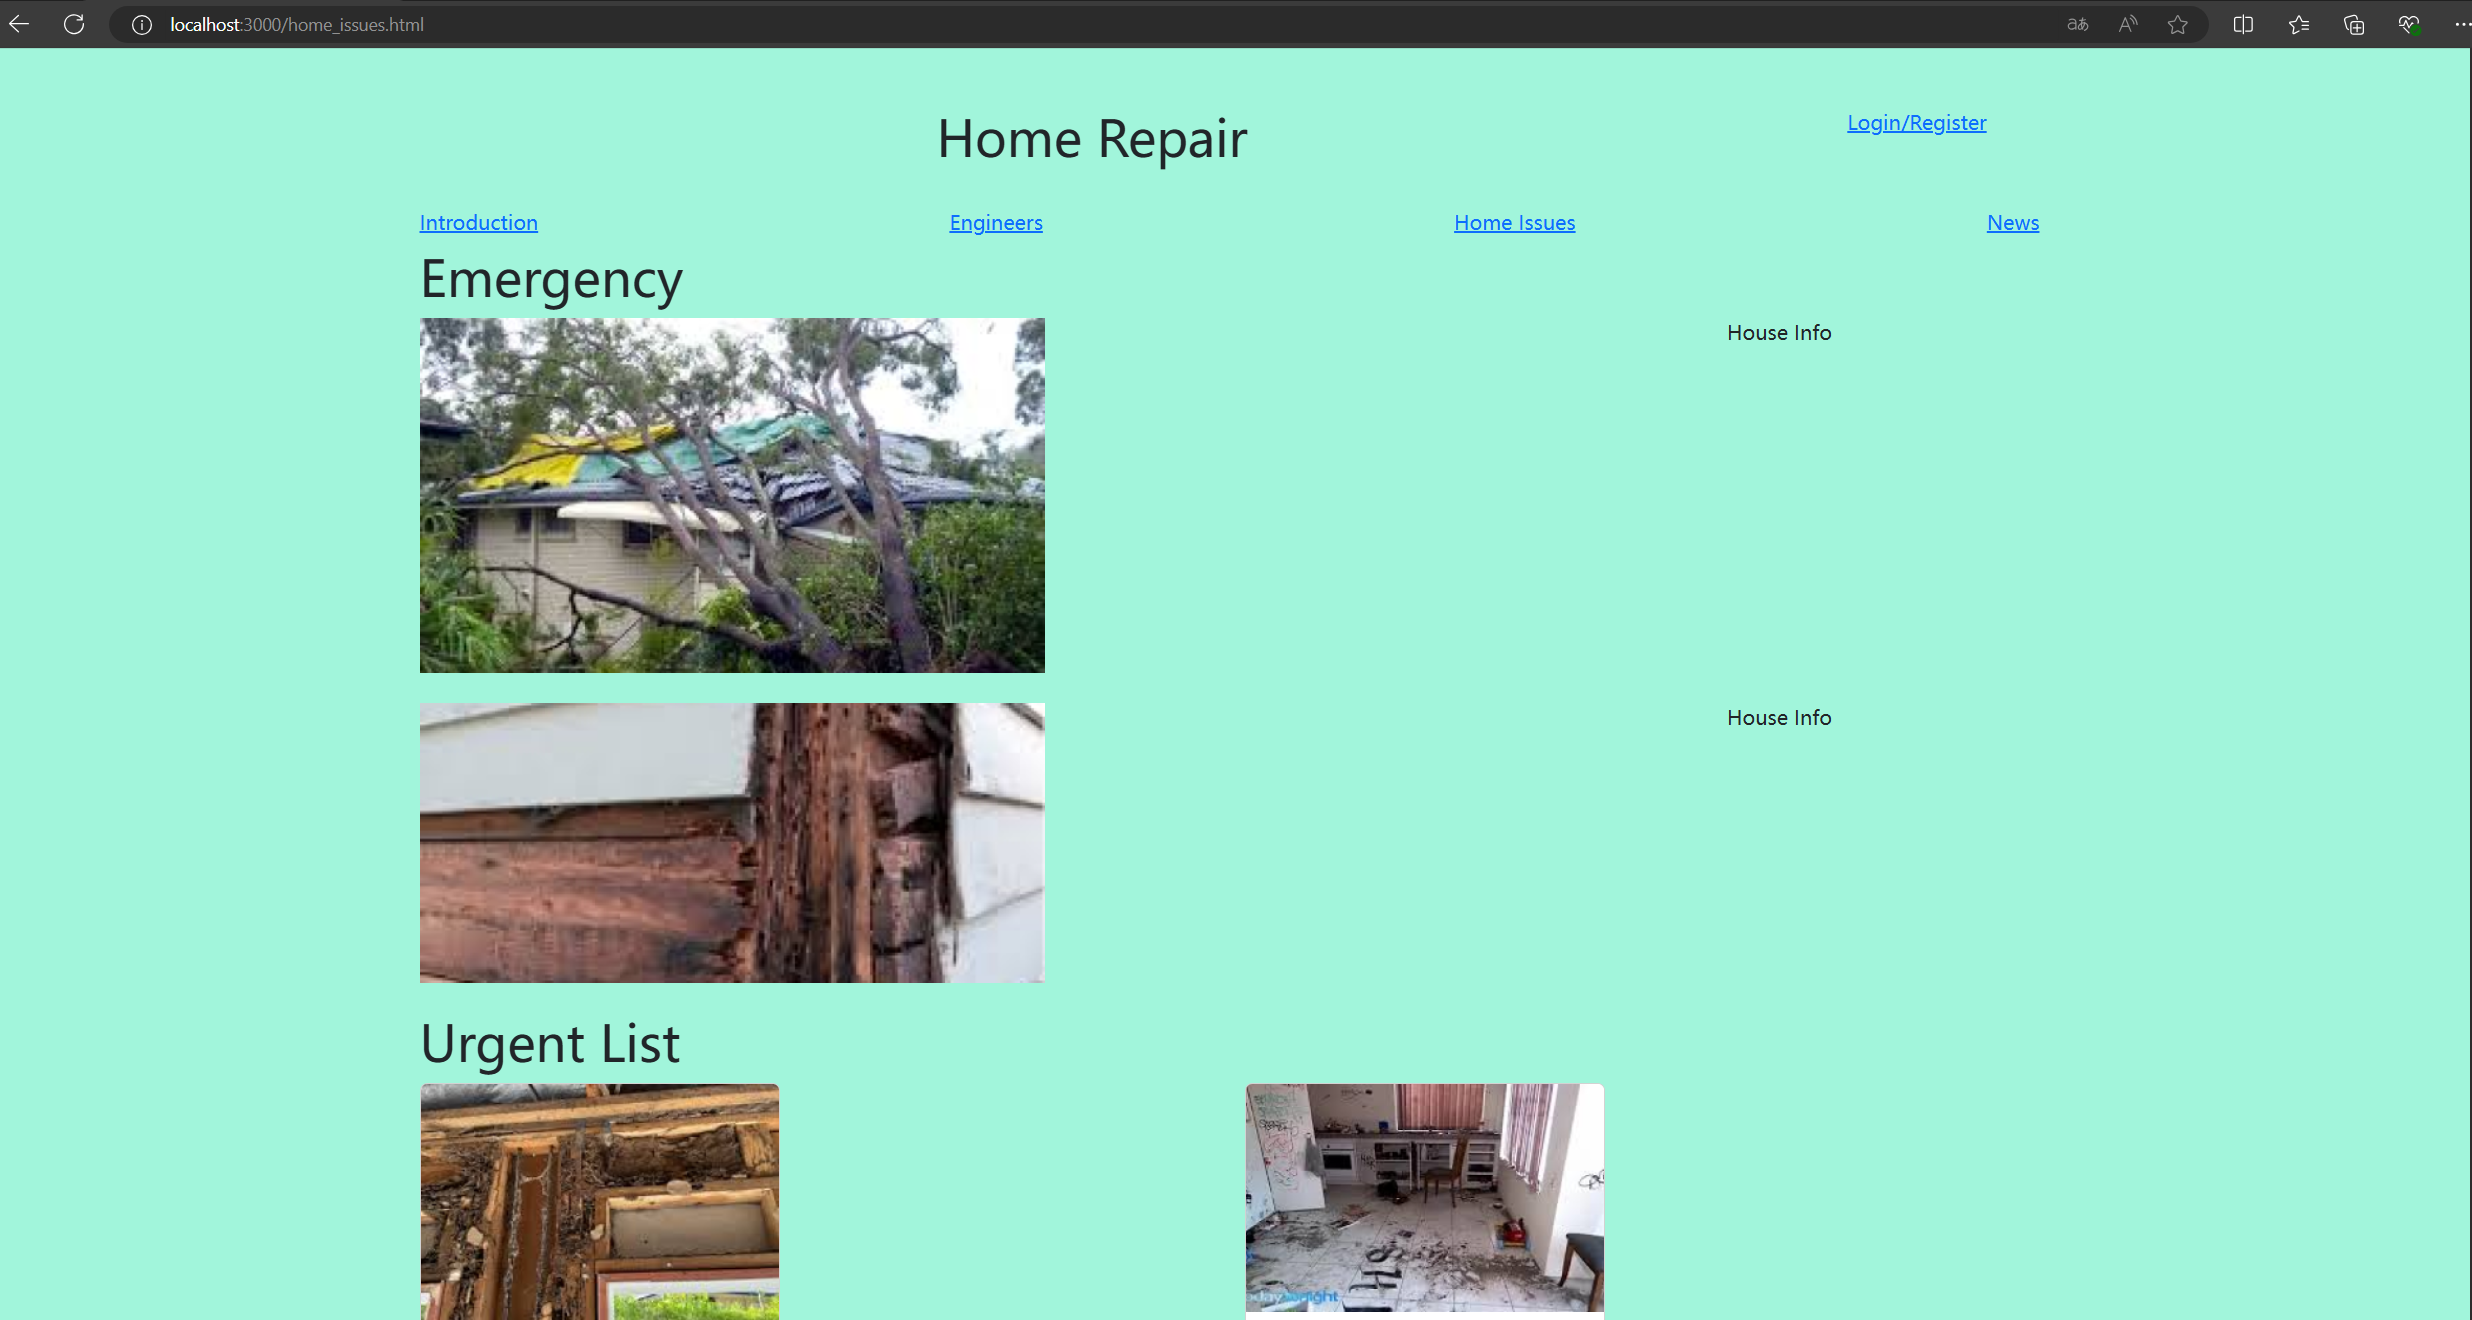 localhost:3000/home_issues.html
Home Repair
Login/Register
Introduction
Engineers
Home Issues
News
Emergency
House Info
House Info
Urgent List